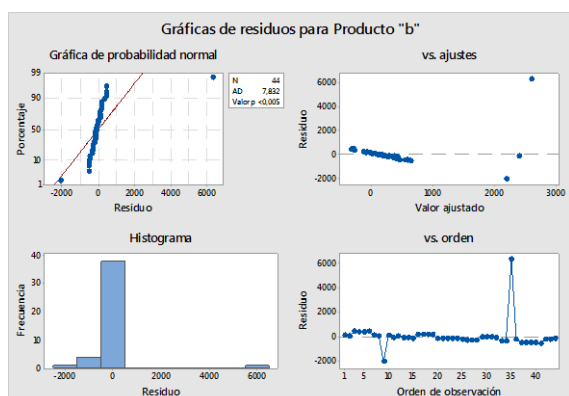 Gráficas de residuos para Producto "b"
Gráfica de probabilidad normal
99
90
50
10
1
Porcentaje
-2000 0 2000 4000 6000
Residuo
N 44
AD 7,832
Valor p <0,005
vs. ajustes
6000
4000
2000
0
-2000
Residuo
0 1000 2000 3000
Valor ajustado
Histograma
40
30
20
10
0
Frecuencia
-2000 0 2000 4000 6000
Residuo
vs. orden
6000
4000
2000
0
-2000
Residuo
1 5 10 15 20 25 30 35 40
Orden de observación